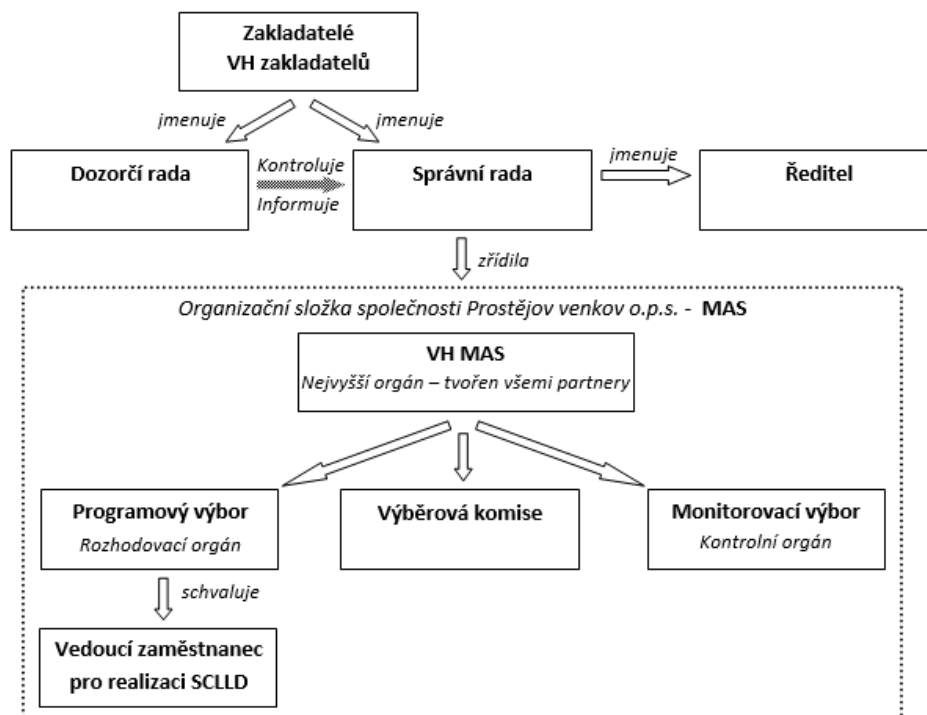 Zakladatelé
VH zakladatelů
jmenuje
jmenuje
Dozorčí rada
Kontroluje
Informuje
Správní rada
jmenuje
Ředitel
zřídila
Organizační složka společnosti Prostějov venkov o.p.s. - MAS
VH MAS
Nejvyšší orgán – tvořen všemi partnery
Programový výbor
Rozhodovací orgán
Výběrová komise
Monitorovací výbor
Kontrolní orgán
schvaluje
Vedoucí zaměstnanec
pro realizaci SCLLD